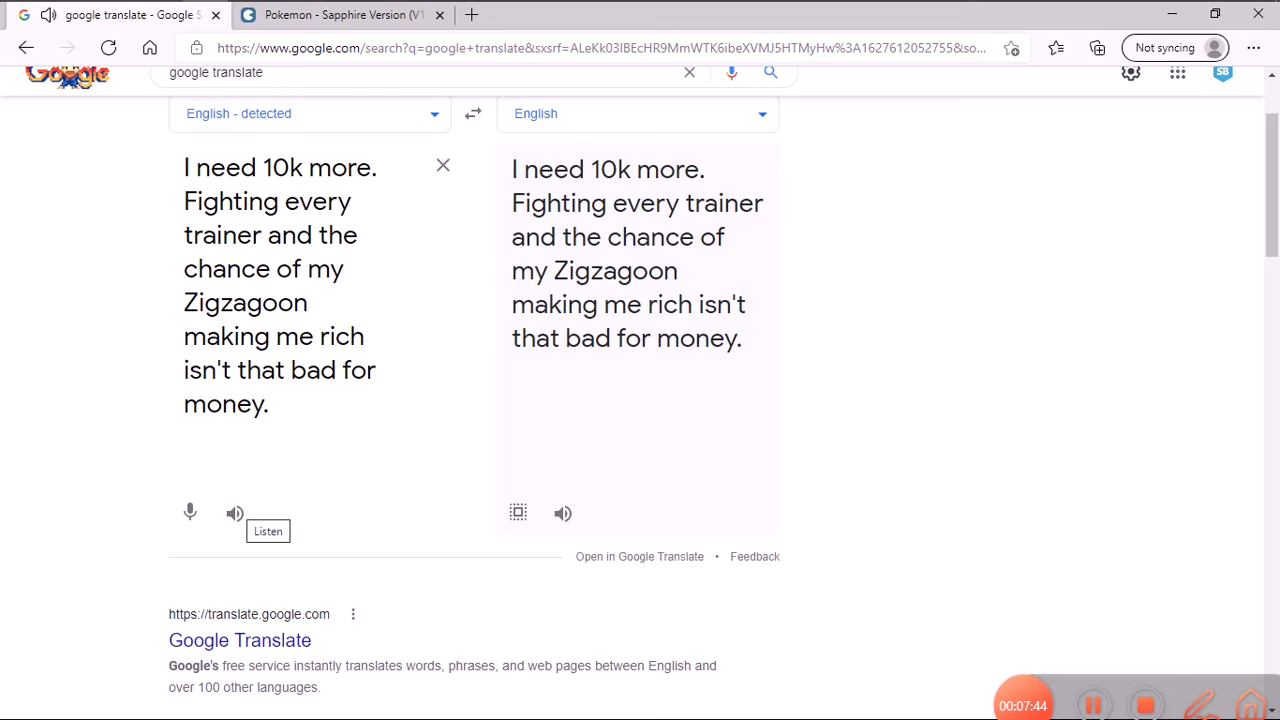 google translate - Google S
Pokemon - Sapphire Version (V1
https://www.google.com/search?q=google+translate&sxsrf=ALeKk03IBEcHR9MmWTK6ibeXVMJ5HTMyHw%3A1627612052755&so...
Not syncing
Google
google translate
SB
English - detected
English
I need 10k more.
Fighting every
trainer and the
chance of my
Zigzagoon
making me rich
isn't that bad for
money.
I need 10k more.
Fighting every trainer
and the chance of
my Zigzagoon
making me rich isn't
that bad for money.
Listen
Open in Google Translate • Feedback
https://translate.google.com
Google Translate
Google's free service instantly translates words, phrases, and web pages between English and
over 100 other languages.
00:07:44